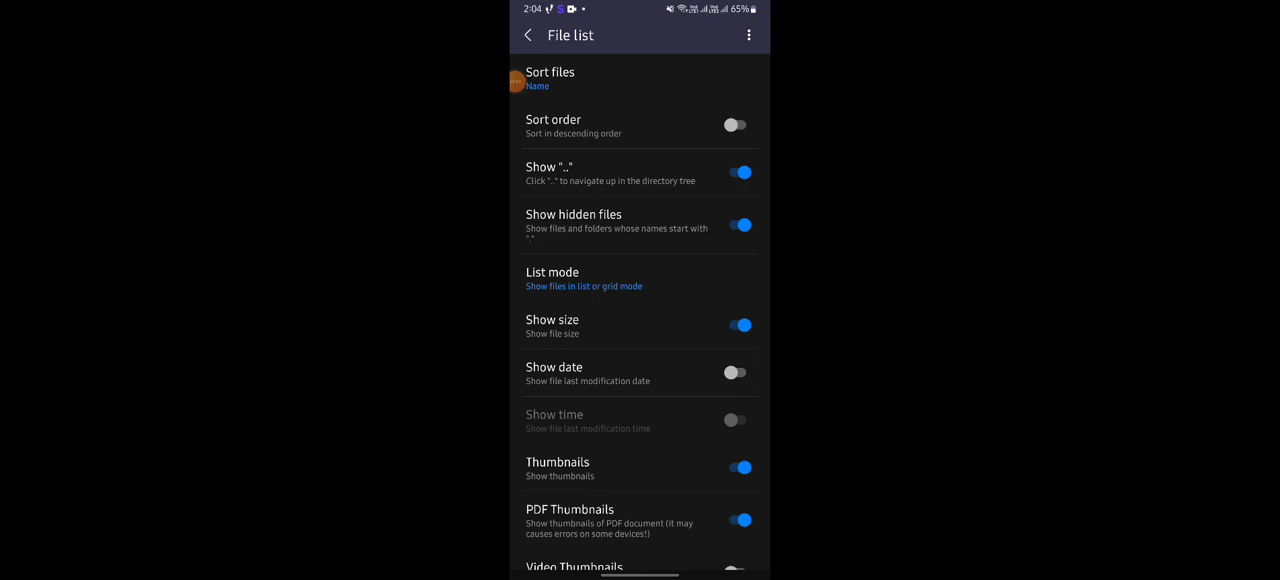 2:04 S 65%
File list
Sort files
Name
Sort order
Sort in descending order
Show ".."
Click ".." to navigate up in the directory tree
Show hidden files
Show files and folders whose names start with
"."
List mode
Show files in list or grid mode
Show size
Show file size
Show date
Show file last modification date
Show time
Show file last modification time
Thumbnails
Show thumbnails
PDF Thumbnails
Show thumbnails of PDF document (it may
causes errors on some devices!)
Video Thumbnails